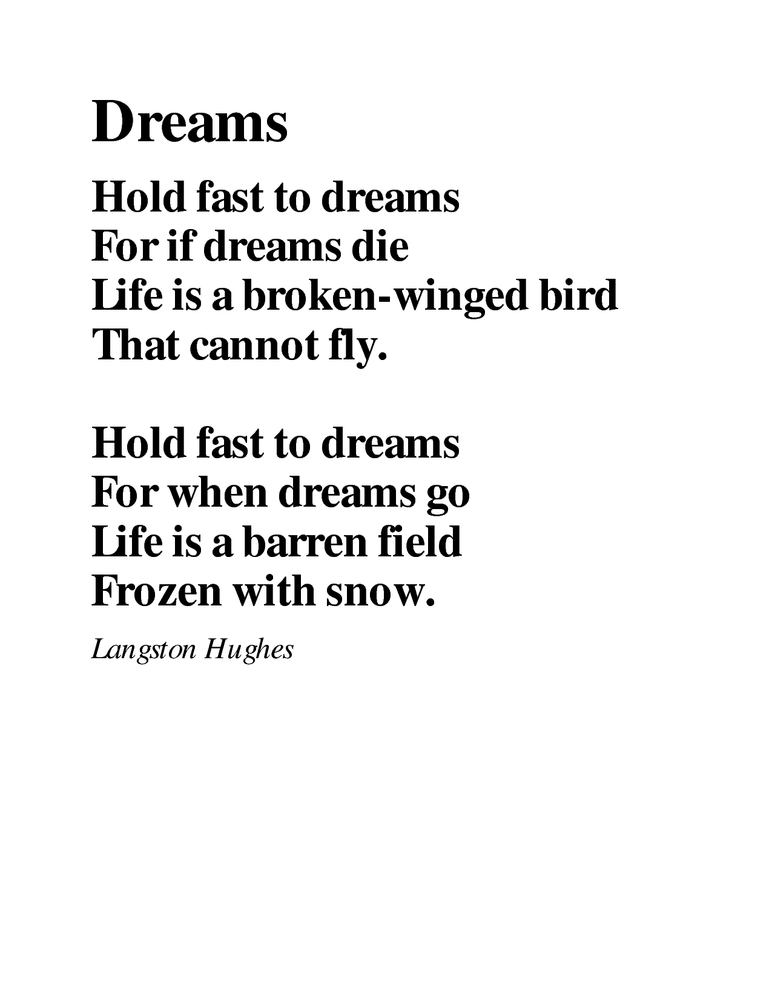 Dreams
Hold fast to dreams
For if dreams die
Life is a broken-winged bird
That cannot fly.
Hold fast to dreams
For when dreams go
Life is a barren field
Frozen with snow.
Langston Hughes